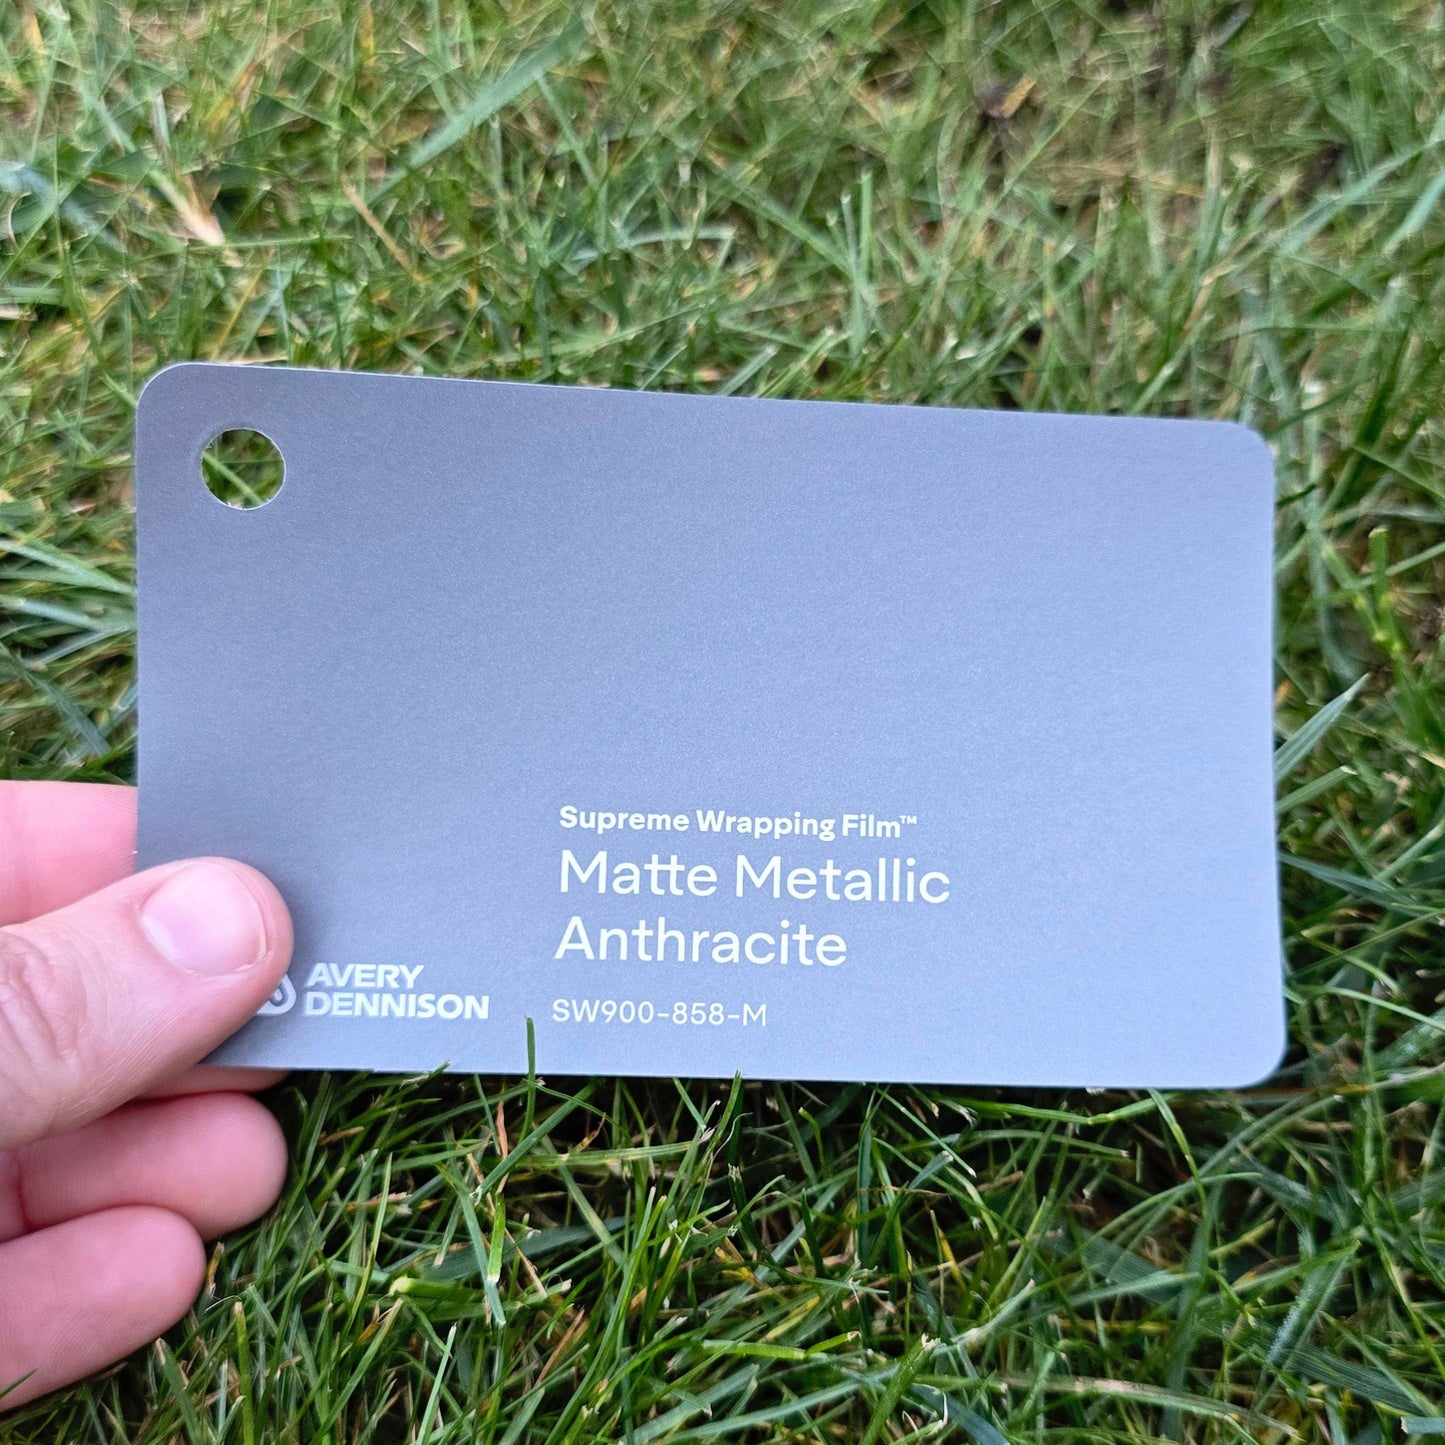 Supreme Wrapping Film™
Matte Metallic
Anthracite
AVERY
DENNISON
SW900-858-M